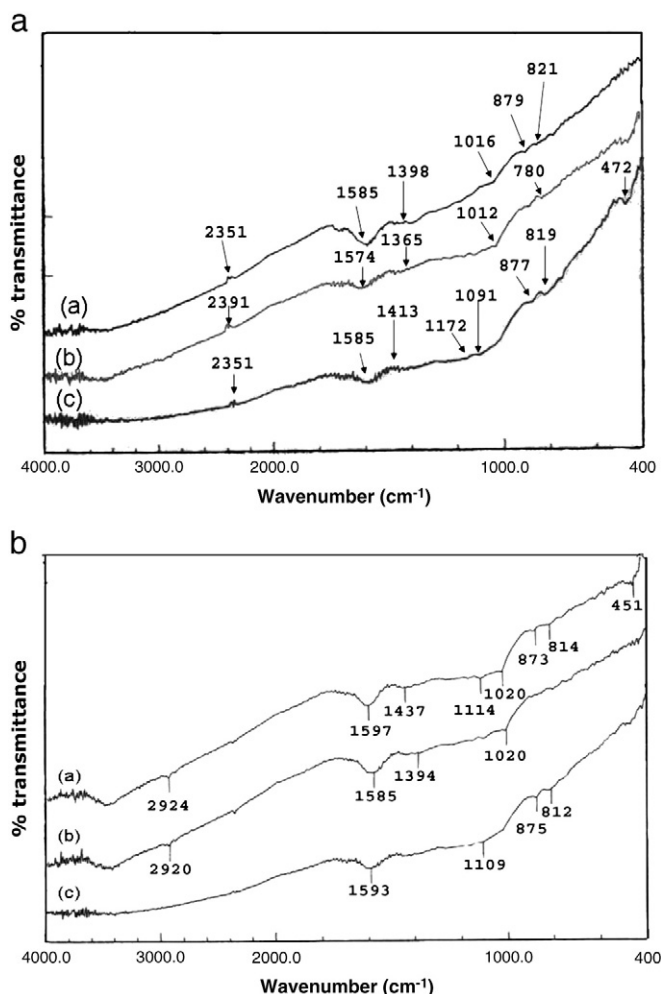 a
821
879
1016
1398
780
472
1585
1012
2351
1574
1365
877
819
2391
1413
1091
1172
1585
2351
(a)
(b)
(c)
% transmittance
4000.0 3000.0 2000.0 1000.0 400
Wavenumber (cm-1)
b
451
814
873
1020
1114
1437
1597
1020
(a)
2924
1394
1585
812
875
(b)
2920
1109
(c)
1593
% transmittance
4000.0 3000.0 2000.0 1000.0 400
Wavenumber (cm-1)